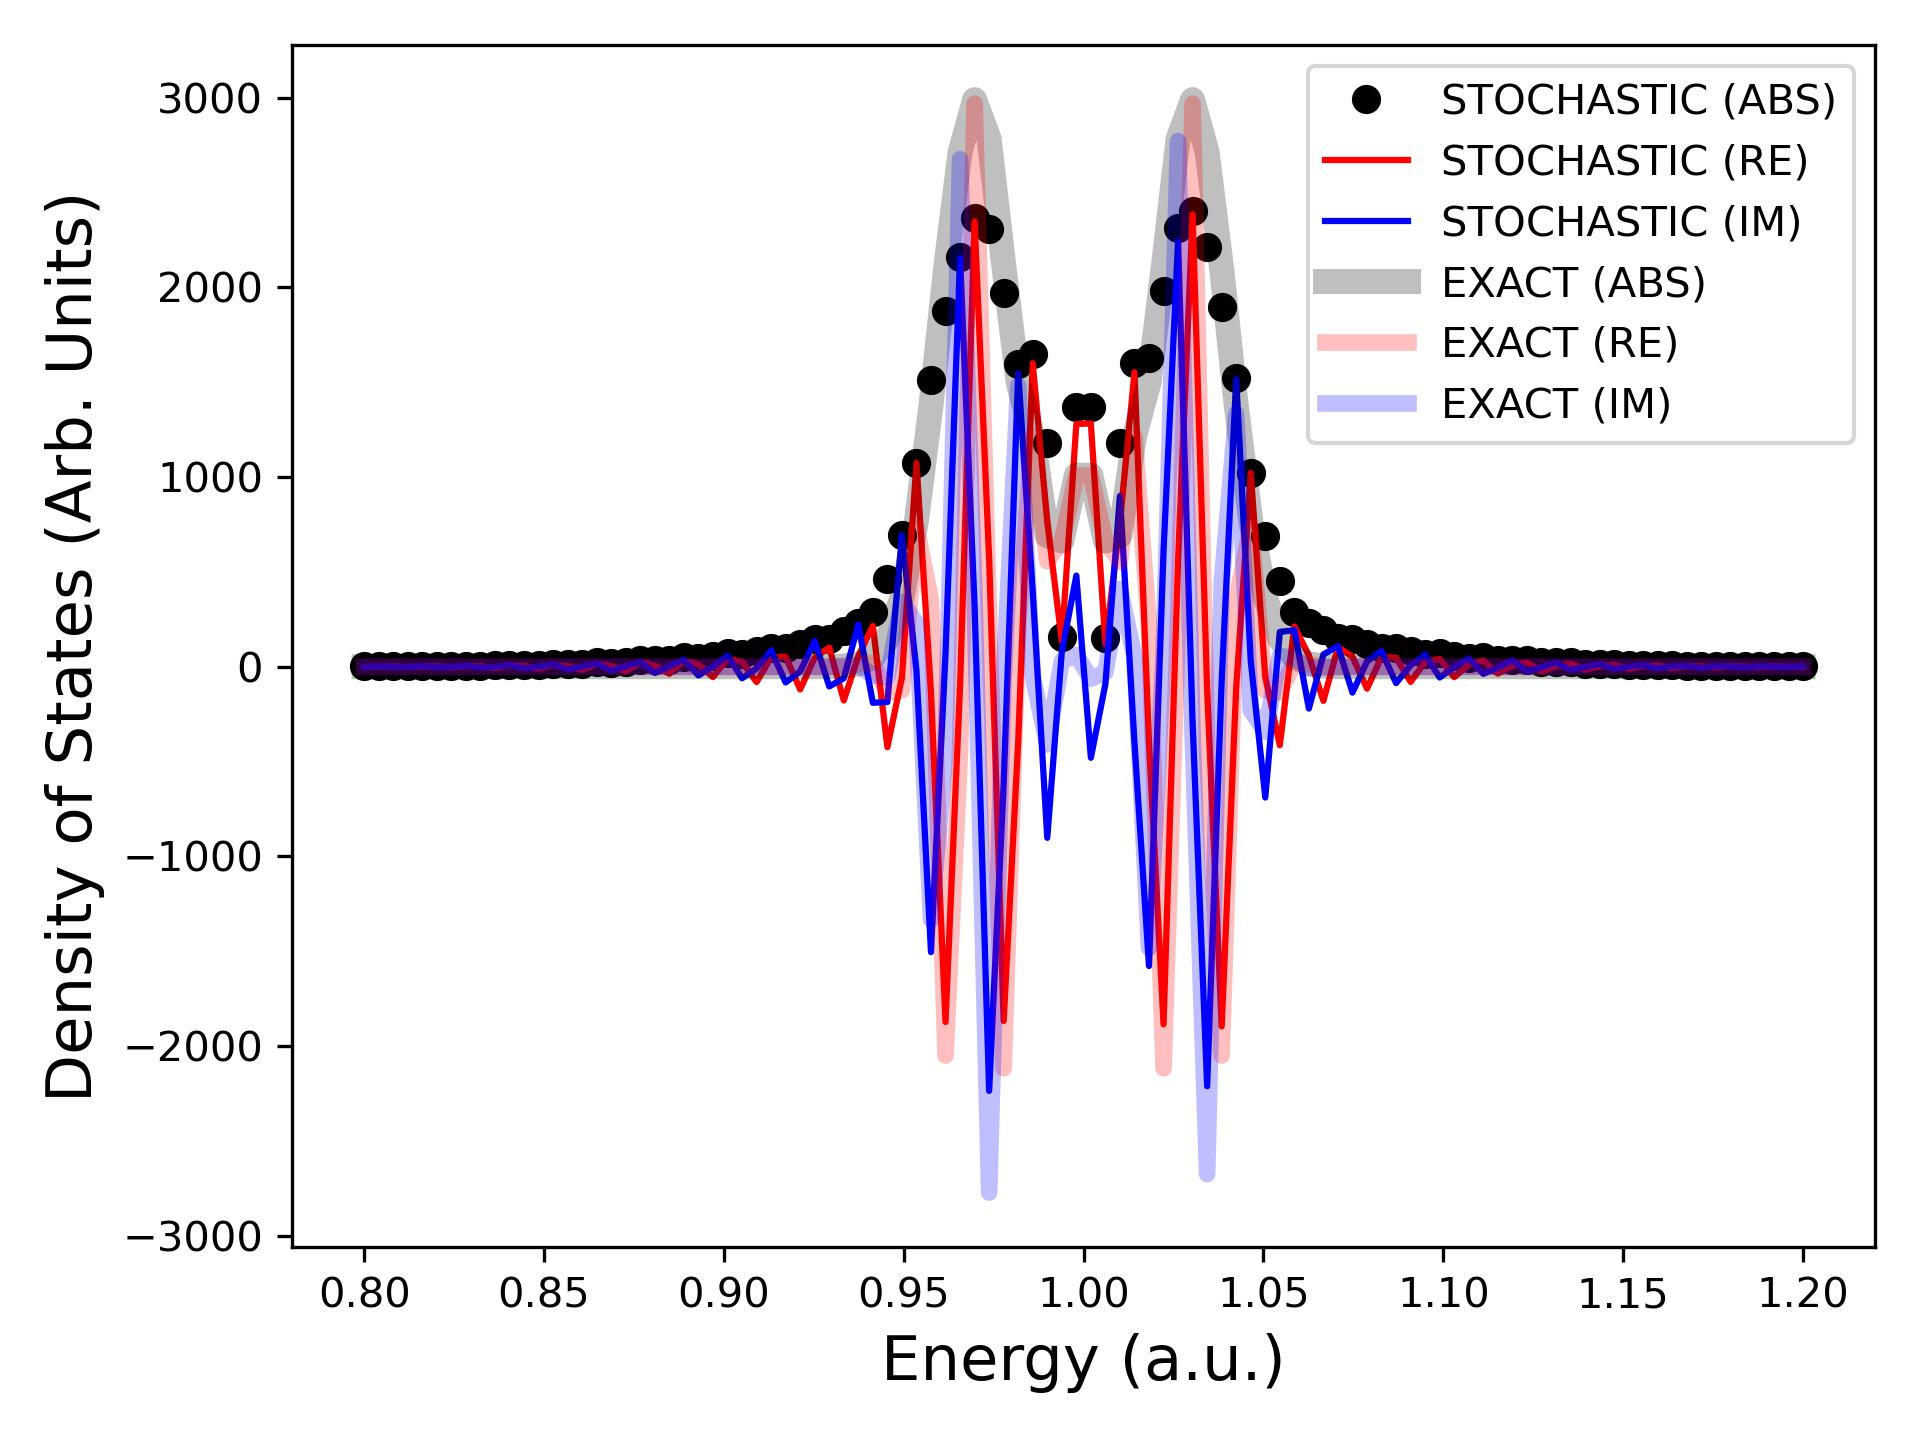 Density of States (Arb. Units)
3000
2000
1000
0
−1000
−2000
−3000
STOCHASTIC (ABS)
STOCHASTIC (RE)
STOCHASTIC (IM)
EXACT (ABS)
EXACT (RE)
EXACT (IM)
0.80 0.85 0.90 0.95 1.00 1.05 1.10 1.15 1.20
Energy (a.u.)